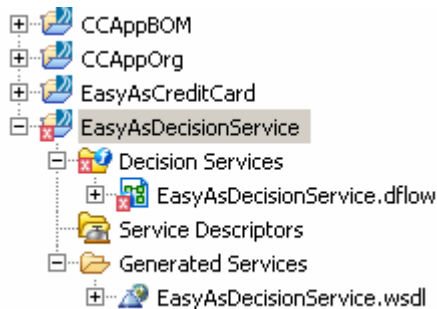 CCAppBOM
CCAppOrg
EasyAsCreditCard
EasyAsDecisionService
Decision Services
EasyAsDecisionService.dflow
Service Descriptors
Generated Services
EasyAsDecisionService.wsdl